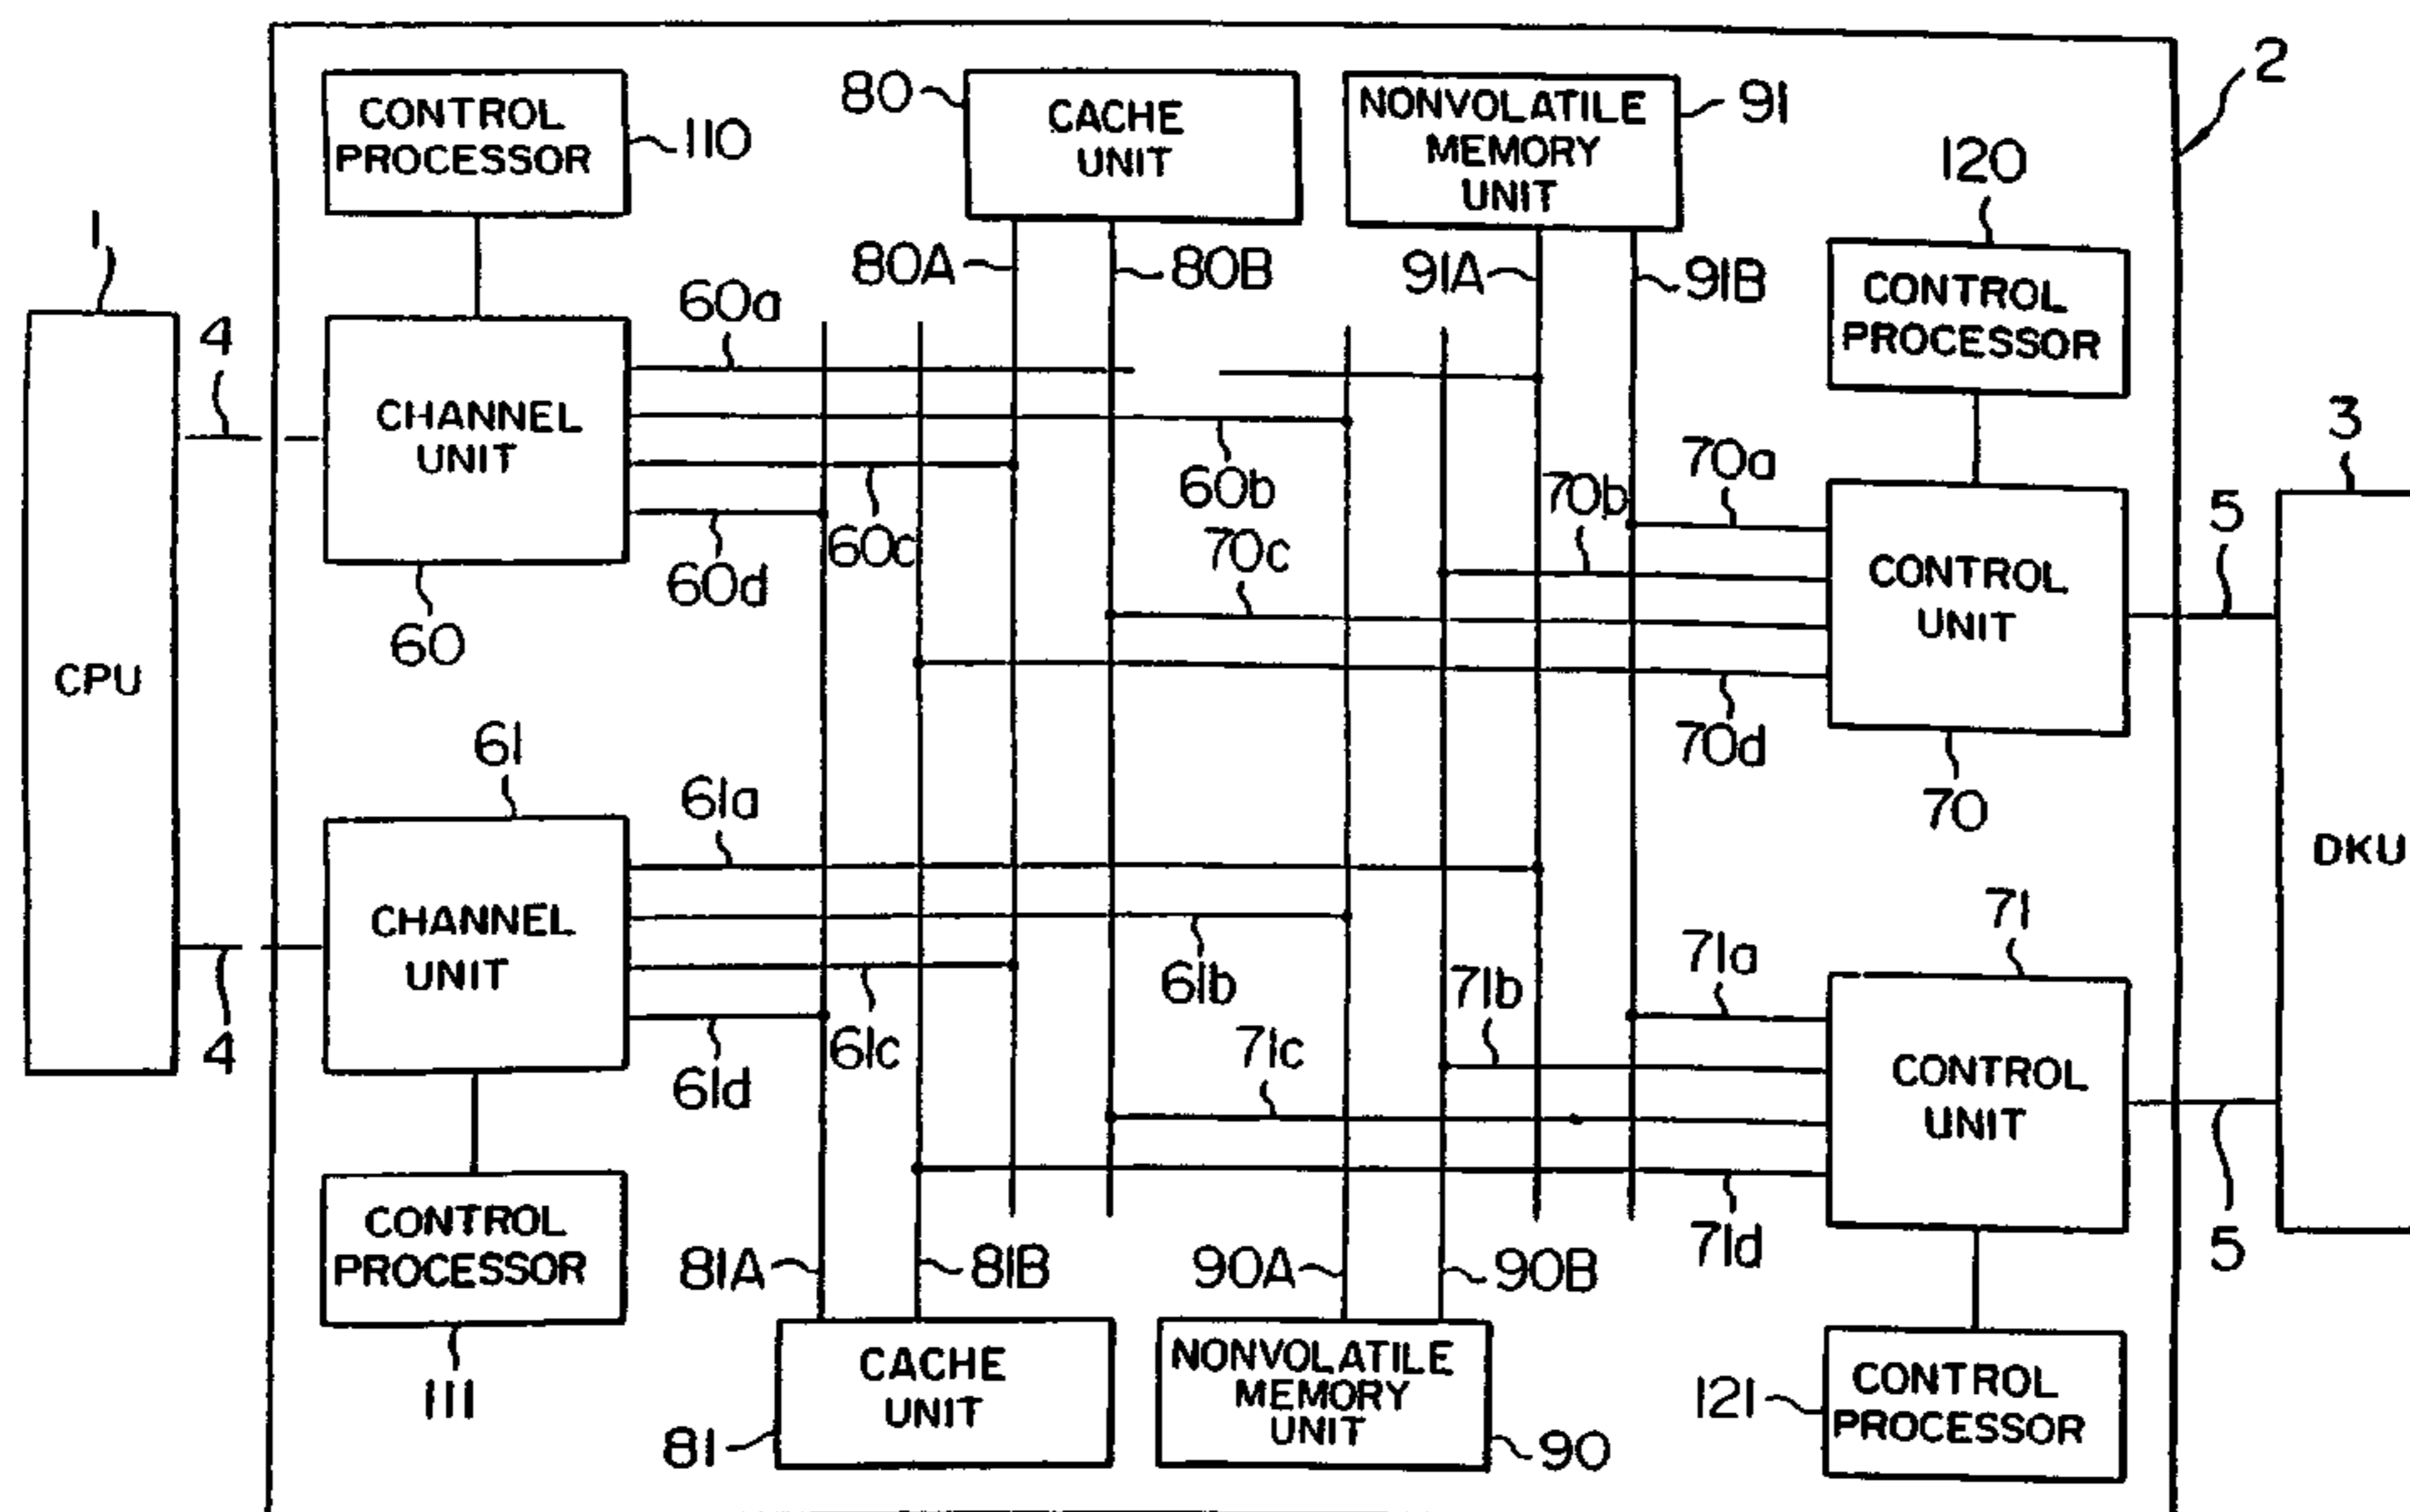 2
CONTROL
PROCESSOR
110
80
CACHE
UNIT
NONVOLATILE
MEMORY
UNIT
91
120
1
80A
80B
91A
91B
CONTROL
PROCESSOR
4
60a
CHANNEL
UNIT
3
60b
70b
70a
5
60c
70c
60d
60
CONTROL
UNIT
CPU
61
70d
61a
70
DKU
CHANNEL
UNIT
71
71a
61b
71b
4
61c
71c
61d
CONTROL
UNIT
CONTROL
PROCESSOR
71d
5
81A
81B
90A
90B
111
CACHE
UNIT
NONVOLATILE
MEMORY
UNIT
121
CONTROL
PROCESSOR
81
90